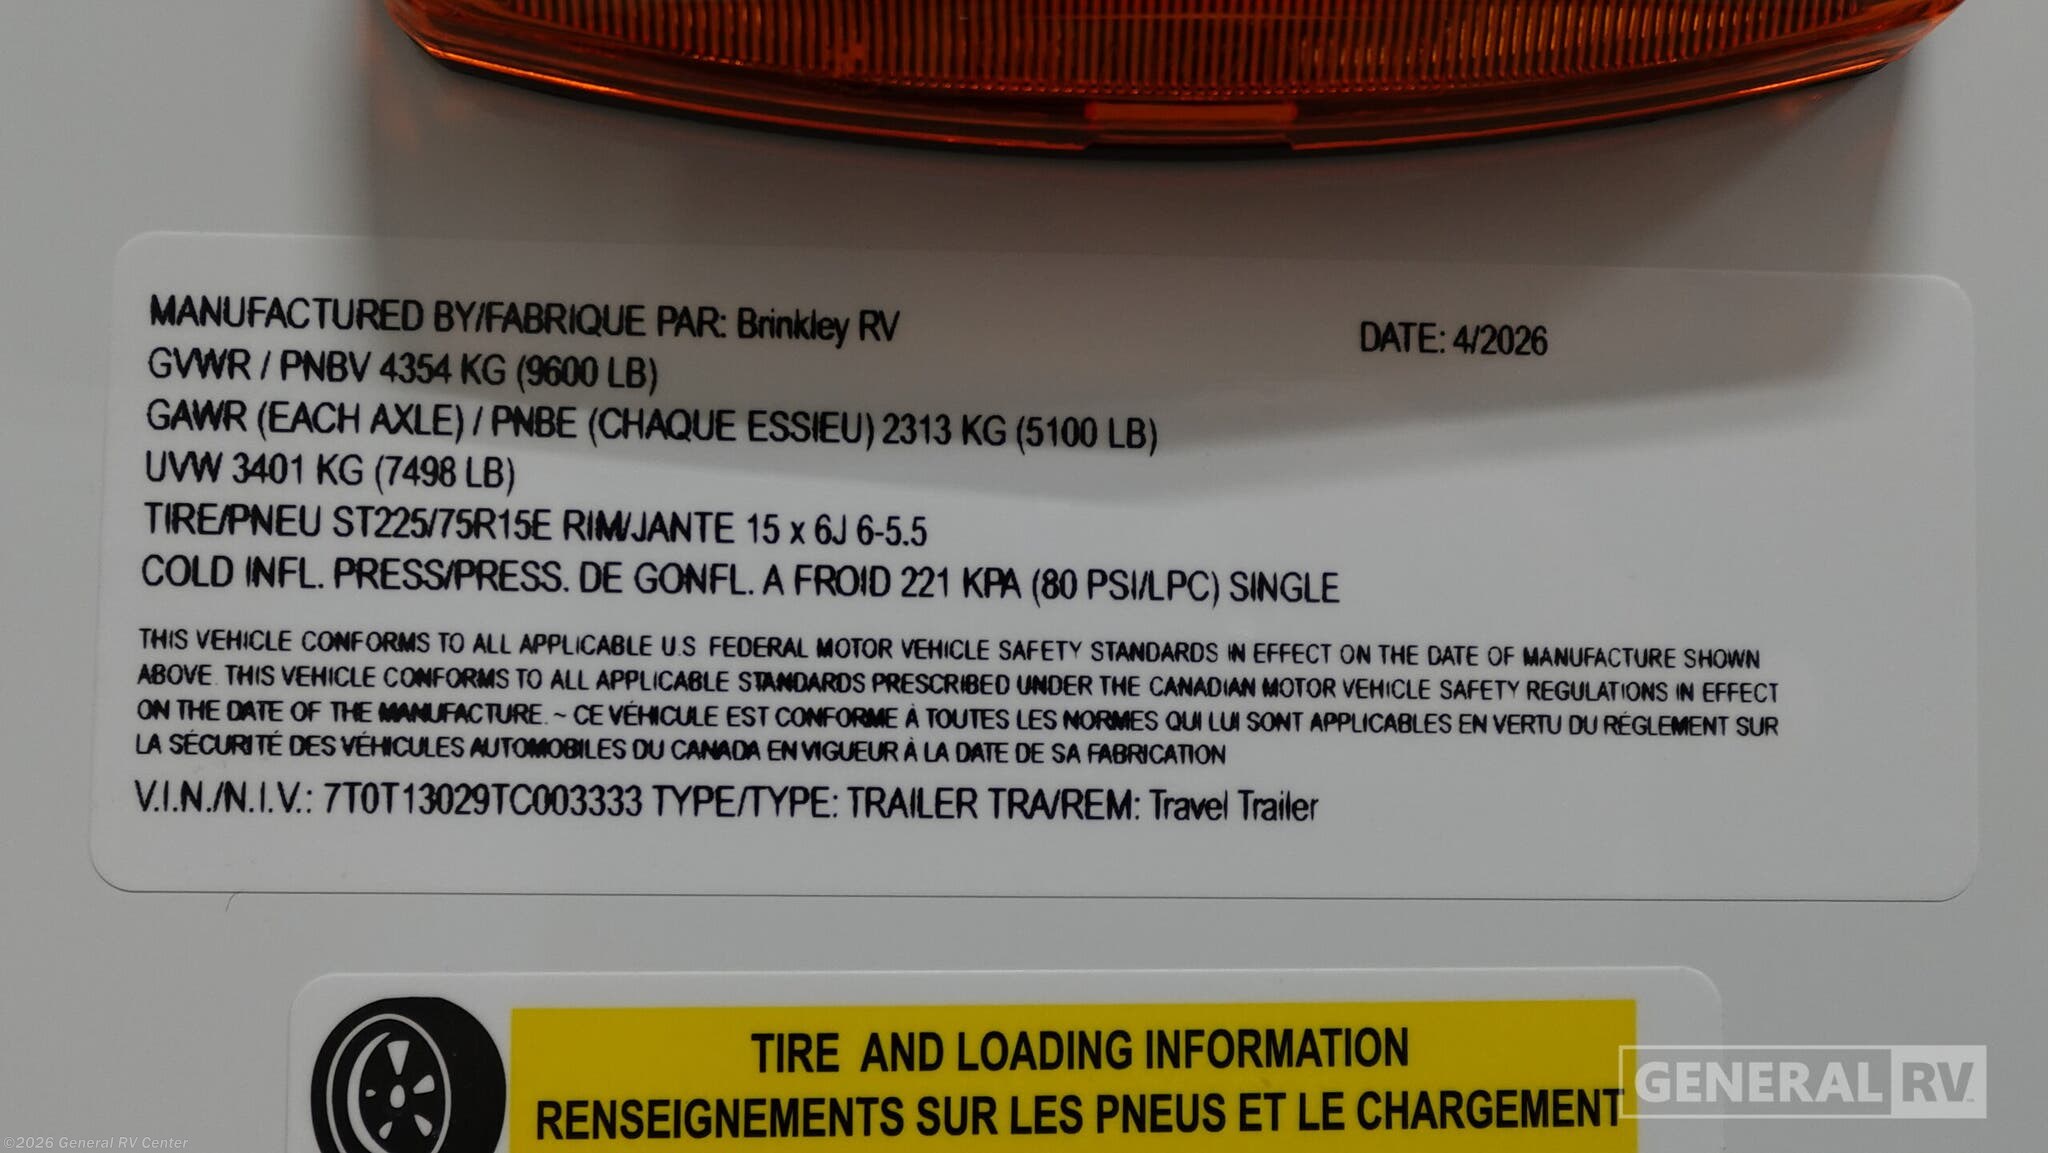 MANUFACTURED BY/FABRIQUE PAR: Brinkley RV DATE: 4/2026
GVWR / PNBV 4354 KG (9600 LB)
GAWR (EACH AXLE) / PNBE (CHAQUE ESSIEU) 2313 KG (5100 LB)
UVW 3401 KG (7498 LB)
TIRE/PNEU ST225/75R15E RIM/JANTE 15 x 6J 6-5.5
COLD INFL. PRESS/PRESS. DE GONFL. A FROID 221 KPA (80 PSI/LPC) SINGLE
THIS VEHICLE CONFORMS TO ALL APPLICABLE U.S. FEDERAL MOTOR VEHICLE SAFETY STANDARDS IN EFFECT ON THE DATE OF MANUFACTURE SHOWN
ABOVE. THIS VEHICLE CONFORMS TO ALL APPLICABLE STANDARDS PRESCRIBED UNDER THE CANADIAN MOTOR VEHICLE SAFETY REGULATIONS IN EFFECT
ON THE DATE OF THE MANUFACTURE. ~ CE VÉHICULE EST CONFORME À TOUTES LES NORMES QUI LUI SONT APPLICABLES EN VERTU DU RÉGLEMENT SUR
LA SÉCURITÉ DES VÉHICULES AUTOMOBILES DU CANADA EN VIGUEUR À LA DATE DE SA FABRICATION
V.I.N./N.I.V.: 7T0T13029TC003333 TYPE/TYPE: TRAILER TRA/REM: Travel Trailer
TIRE AND LOADING INFORMATION
RENSEIGNEMENTS SUR LES PNEUS ET LE CHARGEMENT
GENERAL RV
©2026 General RV Center